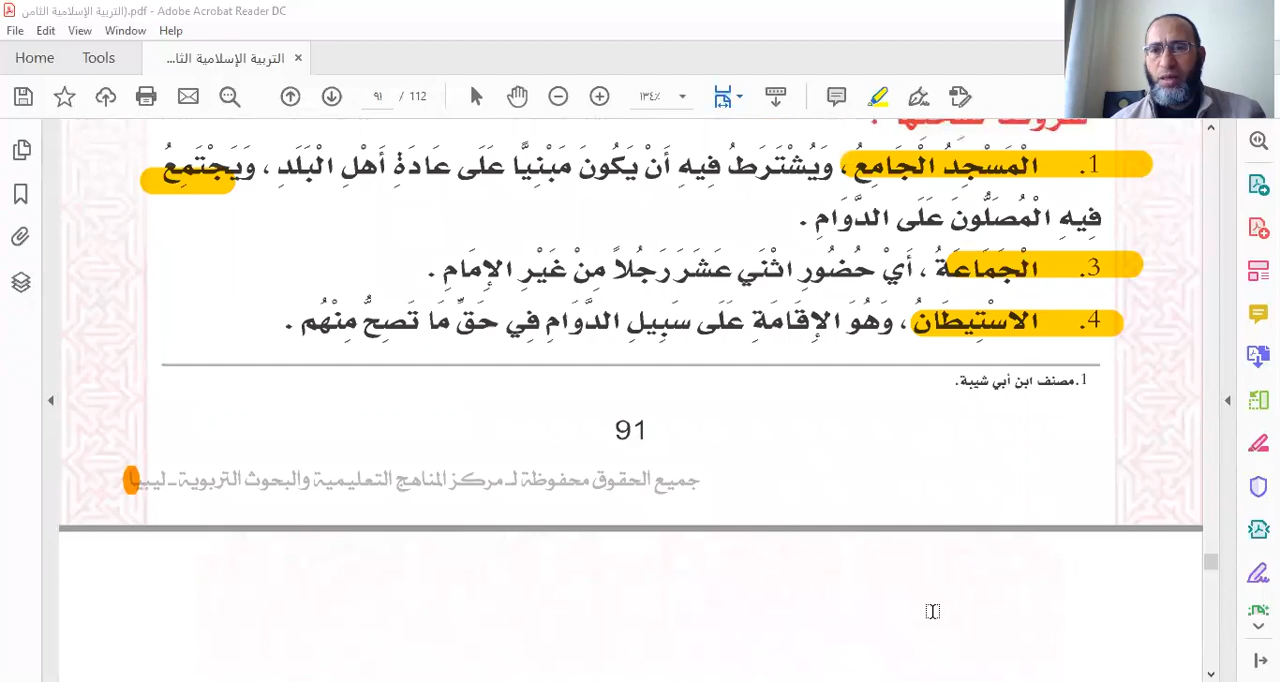 التربية الإسلامية الثامن).pdf - Adobe Acrobat Reader DC
File Edit View Window Help
Home Tools التربية الإسلامية الثا...
٩١ / 112 ١٣٤٪
شروط صحتها :
1. الْمَسْجِدُ الْجَامِعُ ، وَيُشْتَرَطُ فِيهِ أَنْ يَكُونَ مَبْنِيًّا عَلَى عَادَةِ أَهْلِ الْبَلَدِ ، وَيَجْتَمِعُ
فِيهِ الْمُصَلُّونَ عَلَى الدَّوَامِ .
3. الْجَمَاعَةُ ، أَيْ حُضُورِ اثْنَي عَشَرَ رَجُلاً مِنْ غَيْرِ الإِمَامِ .
4. الاسْتِيطَانُ ، وَهُوَ الإِقَامَةِ عَلَى سَبِيلِ الدَّوَامِ فِي حَقِّ مَا تَصِحُّ مِنْهُم .
1.مصنف ابن أبي شيبة.
91
جميع الحقوق محفوظة لـ مركز المناهج التعليمية والبحوث التربوية ـ ليبيا